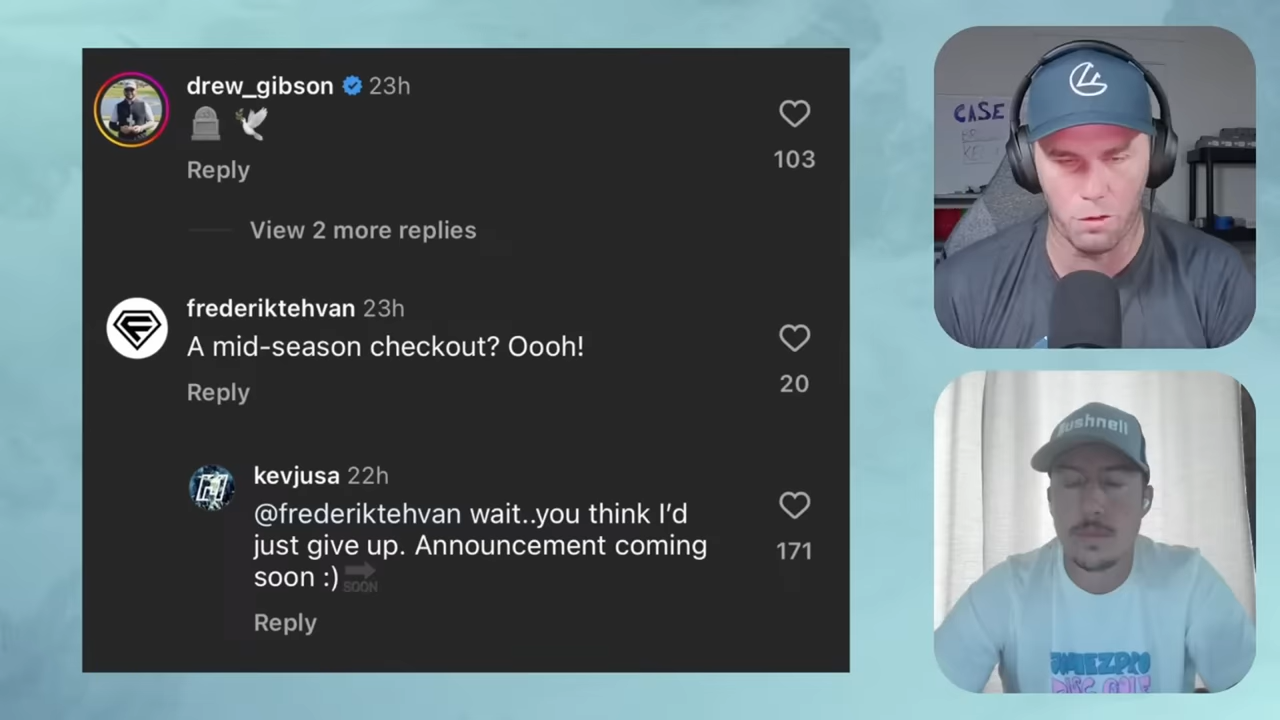 drew_gibson 23h
Reply
103
View 2 more replies
frederiktehvan 23h
A mid-season checkout? Oooh!
Reply
20
kevjusa 22h
@frederiktehvan wait..you think I'd
just give up. Announcement coming
soon :) SOON
Reply
171
CASE
Bushnell